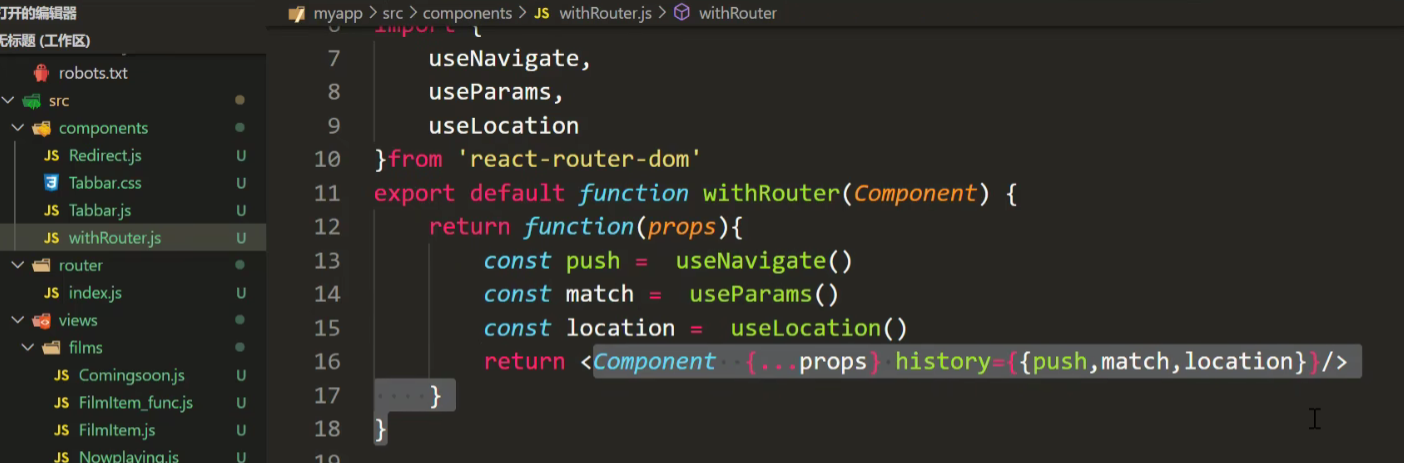 打开的编辑器
无标题 (工作区)
robots.txt
src
components
Redirect.js U
Tabbar.css U
Tabbar.js U
withRouter.js U
router
index.js U
views
films
Comingsoon.js U
FilmItem_func.js U
FilmItem.js U
Nowplaying.js U
myapp > src > components > JS withRouter.js > withRouter
6 import {
7 useNavigate,
8 useParams,
9 useLocation
10 }from 'react-router-dom'
11 export default function withRouter(Component) {
12 return function(props){
13 const push = useNavigate()
14 const match = useParams()
15 const location = useLocation()
16 return <Component {...props} history={{push,match,location}}/>
17 }
18 }
19